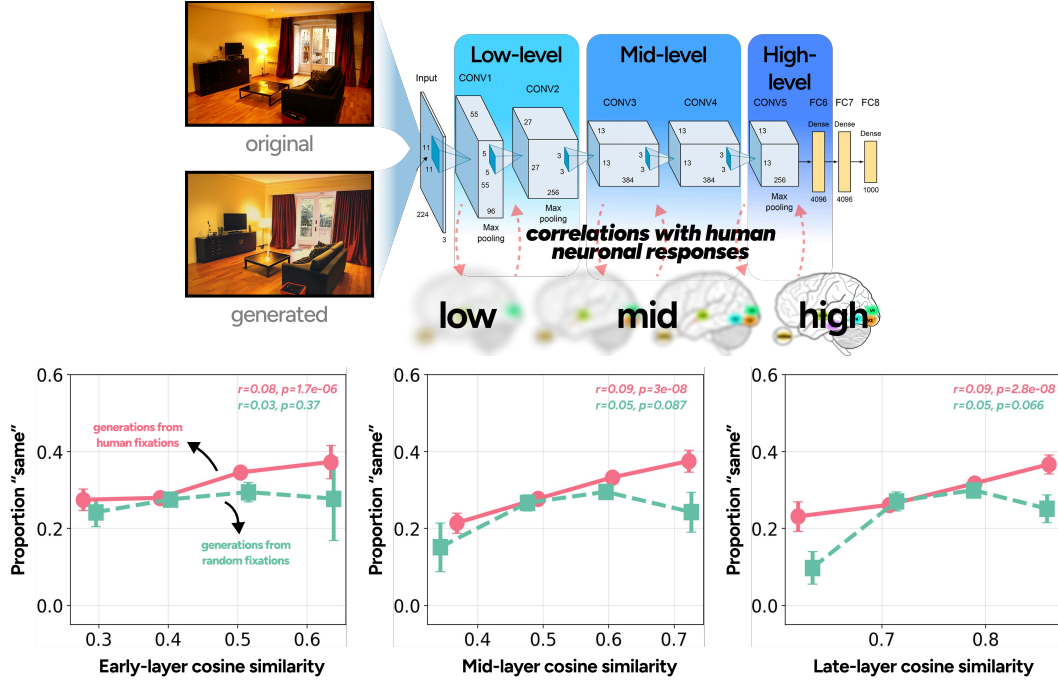 original
generated
Low-level
Mid-level
High-
level
Input
CONV1
CONV2
CONV3
CONV4
CONV5
FC6
FC7
FC8
Dense
Dense
Dense
11
11
224
3
55
5
5
55
96
Max
pooling
27
27
3
3
256
Max
pooling
13
13
3
3
384
13
13
3
3
384
13
13
256
Max
pooling
4096
4096
1000
correlations with human
neuronal responses
low
mid
high
Proportion "same"
0.6
0.4
0.2
0.0
r=0.08, p=1.7e-06
r=0.03, p=0.37
generations from
human fixations
generations from
random fixations
0.3
0.4
0.5
0.6
Early-layer cosine similarity
Proportion "same"
0.6
0.4
0.2
0.0
r=0.09, p=3e-08
r=0.05, p=0.087
0.4
0.5
0.6
0.7
Mid-layer cosine similarity
Proportion "same"
0.6
0.4
0.2
0.0
r=0.09, p=2.8e-08
r=0.05, p=0.066
0.7
0.8
Late-layer cosine similarity